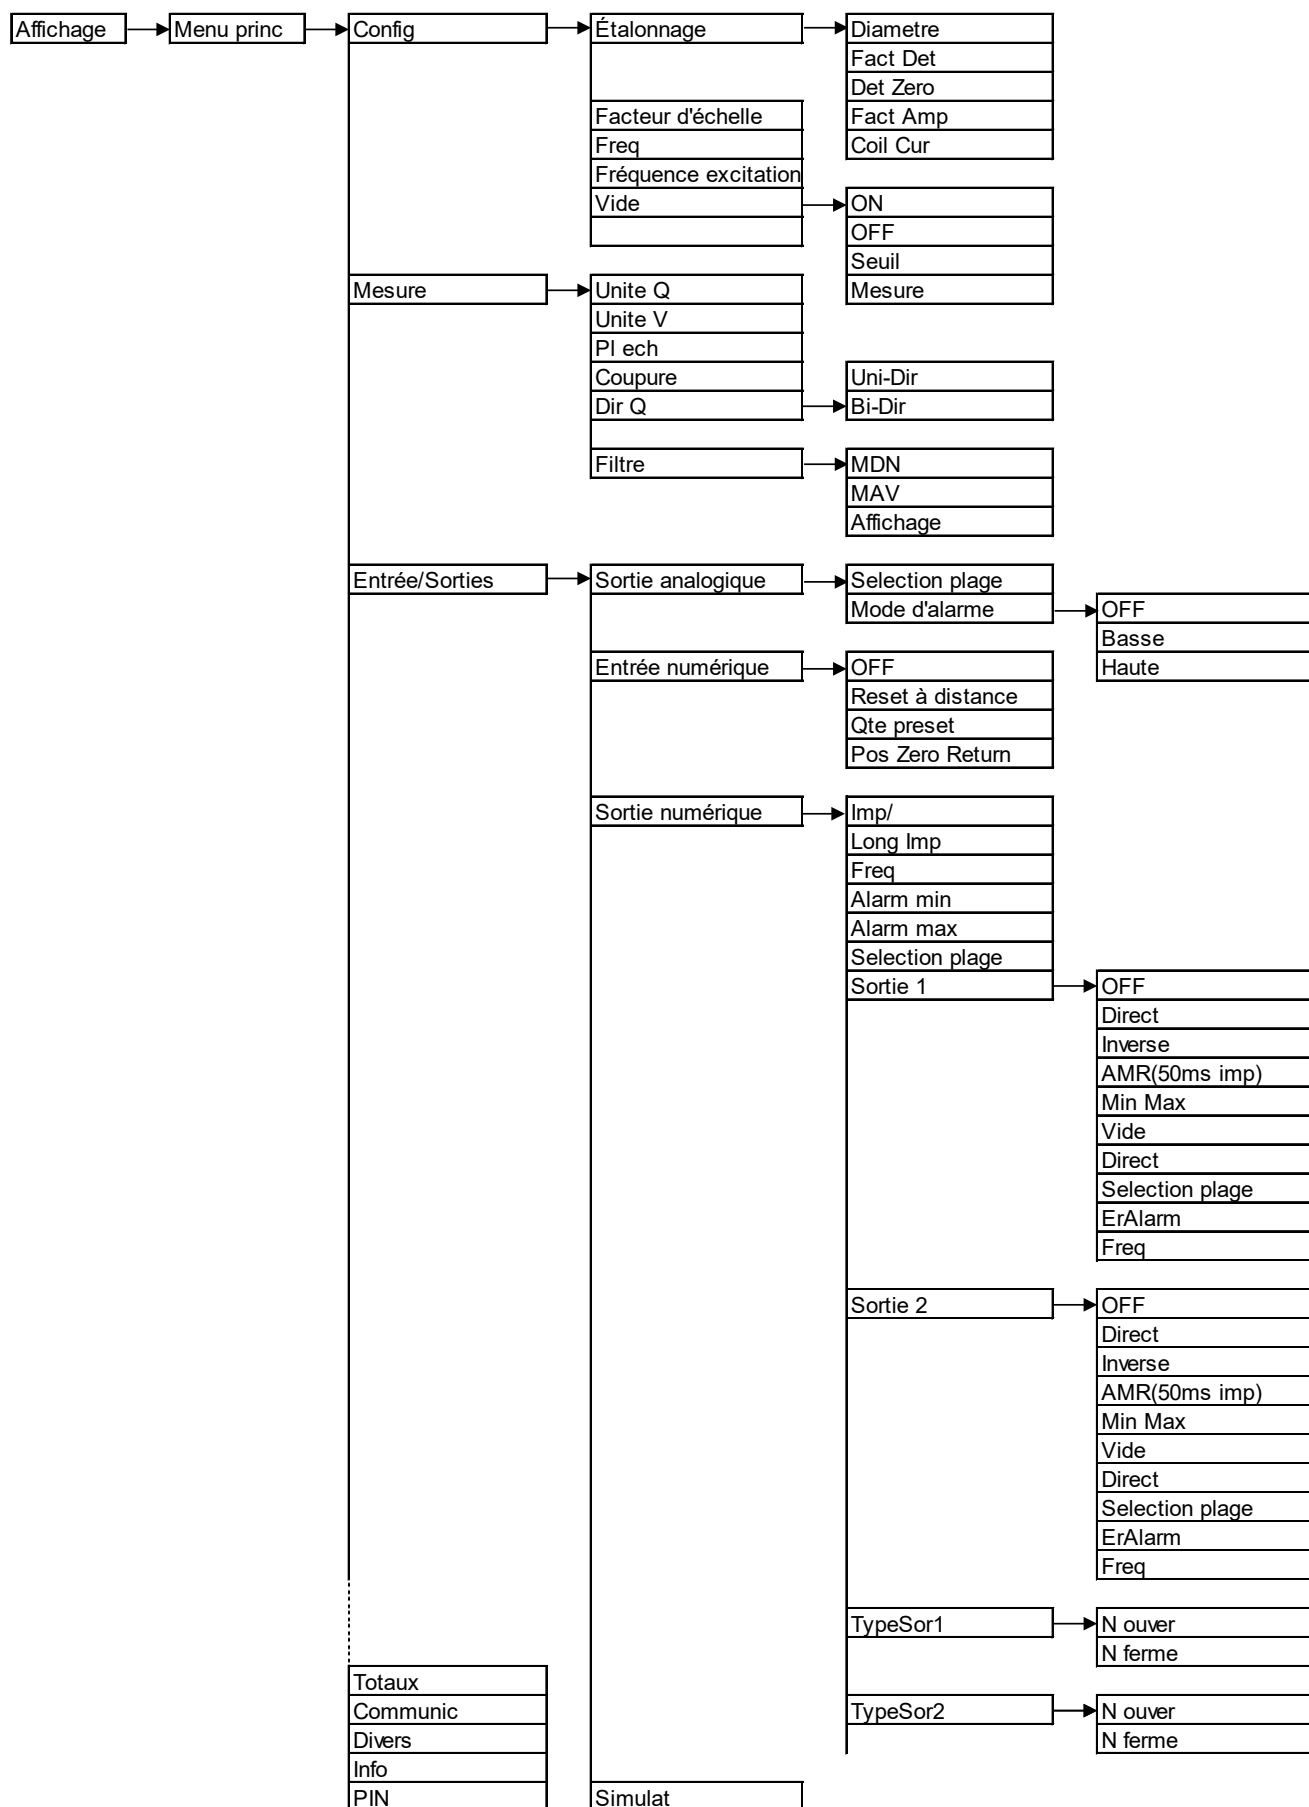 Affichage
Menu princ
Config
Étalonnage
Diametre
Fact Det
Det Zero
Facteur d'échelle
Fact Amp
Freq
Coil Cur
Fréquence excitation
Vide
ON
OFF
Seuil
Mesure
Unite Q
Mesure
Unite V
Pl ech
Coupure
Uni-Dir
Dir Q
Bi-Dir
Filtre
MDN
MAV
Affichage
Entrée/Sorties
Sortie analogique
Selection plage
Mode d'alarme
OFF
Basse
Entrée numérique
OFF
Haute
Reset à distance
Qte preset
Pos Zero Return
Sortie numérique
Imp/
Long Imp
Freq
Alarm min
Alarm max
Selection plage
Sortie 1
OFF
Direct
Inverse
AMR(50ms imp)
Min Max
Vide
Direct
Selection plage
ErAlarm
Freq
Sortie 2
OFF
Direct
Inverse
AMR(50ms imp)
Min Max
Vide
Direct
Selection plage
ErAlarm
Freq
TypeSor1
N ouver
N ferme
Totaux
Communic
TypeSor2
N ouver
Divers
N ferme
Info
PIN
Simulat